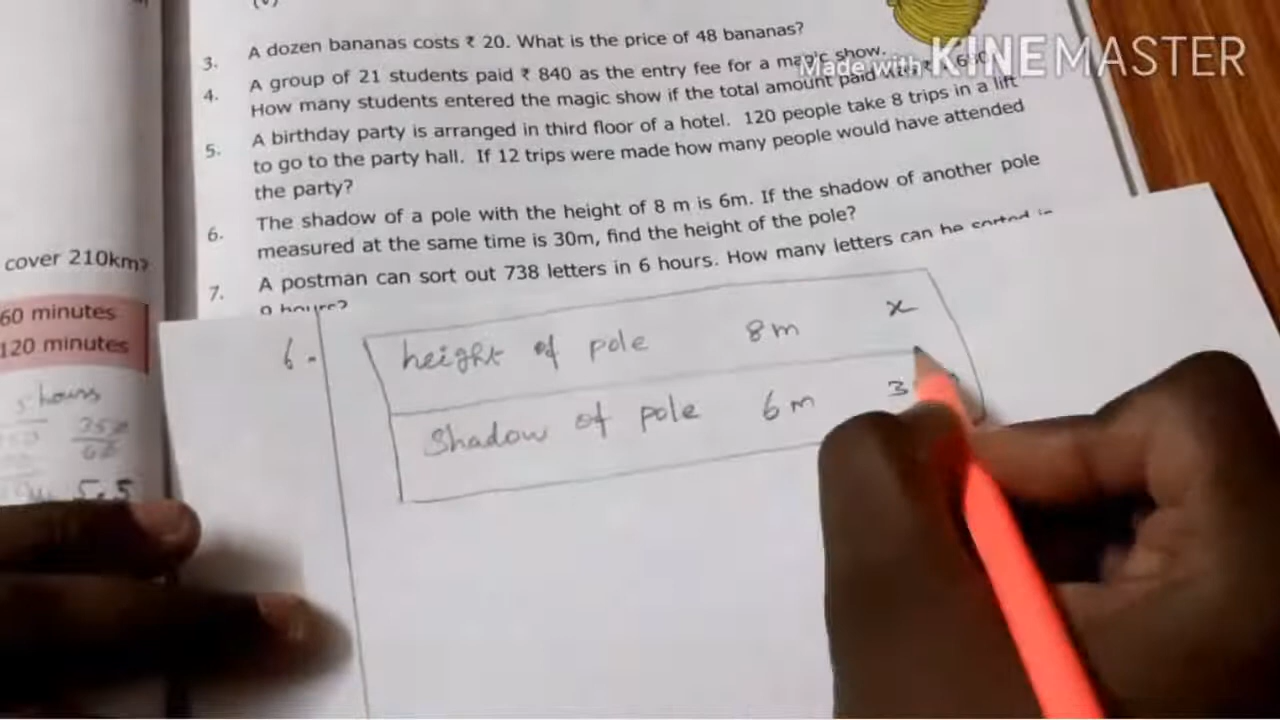 3. A dozen bananas costs ₹ 20. What is the price of 48 bananas?
4. A group of 21 students paid ₹ 840 as the entry fee for a magic show.
How many students entered the magic show if the total amount paid was ₹
5. A birthday party is arranged in third floor of a hotel. 120 people take 8 trips in a lift
to go to the party hall. If 12 trips were made how many people would have attended
the party?
6. The shadow of a pole with the height of 8 m is 6m. If the shadow of another pole
measured at the same time is 30m, find the height of the pole?
7. A postman can sort out 738 letters in 6 hours. How many letters can be sorted in
9 hours?
Made with KINEMASTER
cover 210km?
60 minutes
120 minutes
5 hours
6.
height of pole 8m x
Shadow of pole 6m 3